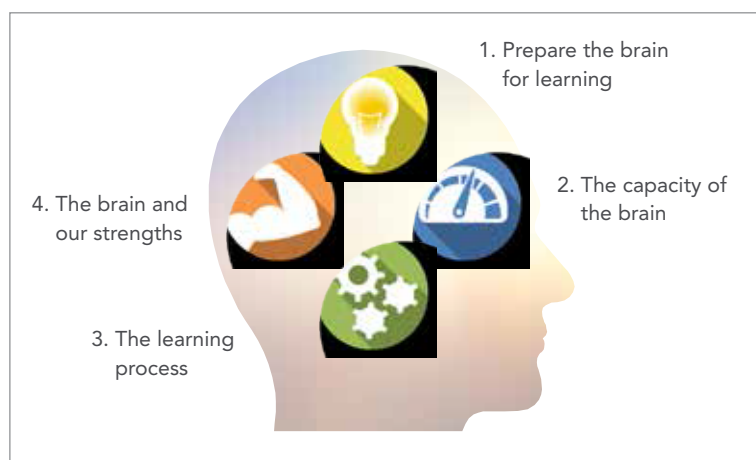 1. Prepare the brain
for learning
2. The capacity of
the brain
3. The learning
process
4. The brain and
our strengths